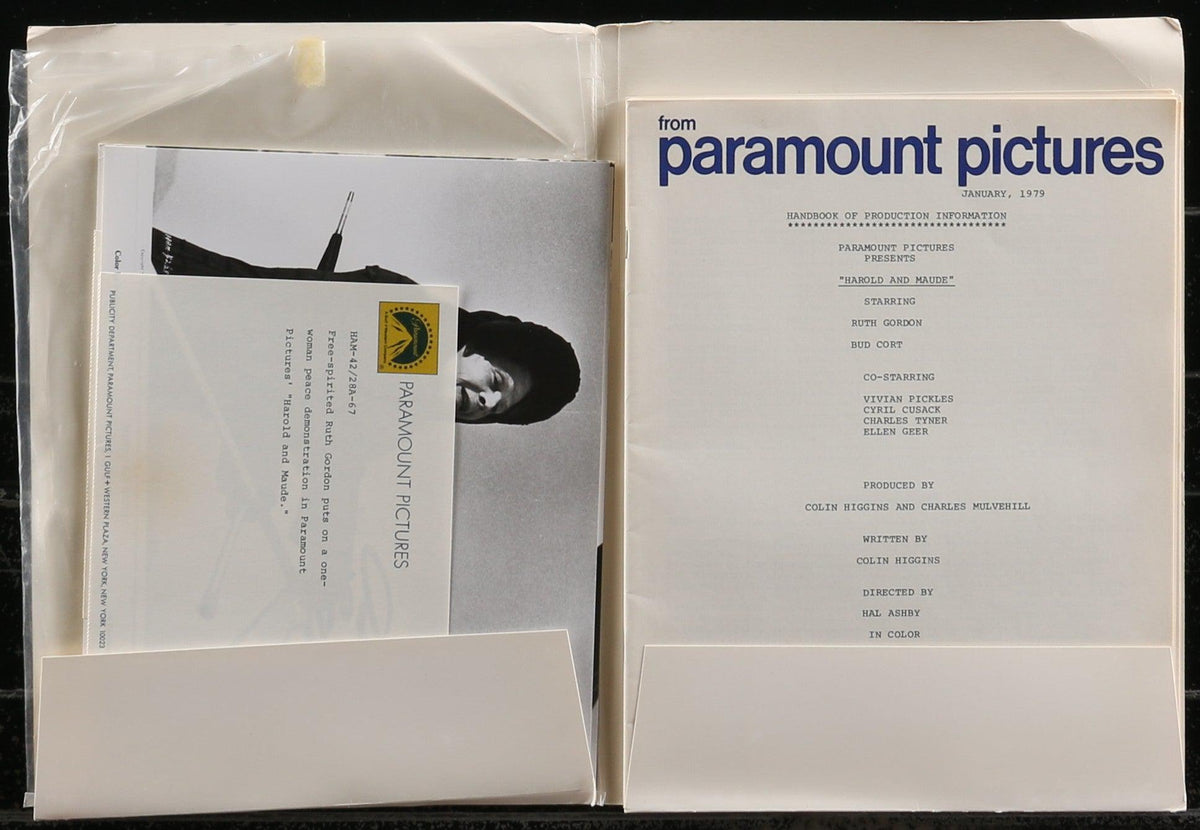 Color
PARAMOUNT PICTURES
HAM-42/28A-67
Free-spirited Ruth Gordon puts on a one-
woman peace demonstration in Paramount
Pictures' "Harold and Maude."
PUBLICITY DEPARTMENT, PARAMOUNT PICTURES, 1 GULF+WESTERN PLAZA, NEW YORK, NEW YORK 10023
from
paramount pictures
JANUARY, 1979
HANDBOOK OF PRODUCTION INFORMATION
**********************************
PARAMOUNT PICTURES
PRESENTS
"HAROLD AND MAUDE"
STARRING
RUTH GORDON
BUD CORT
CO-STARRING
VIVIAN PICKLES
CYRIL CUSACK
CHARLES TYNER
ELLEN GEER
PRODUCED BY
COLIN HIGGINS AND CHARLES MULVEHILL
WRITTEN BY
COLIN HIGGINS
DIRECTED BY
HAL ASHBY
IN COLOR